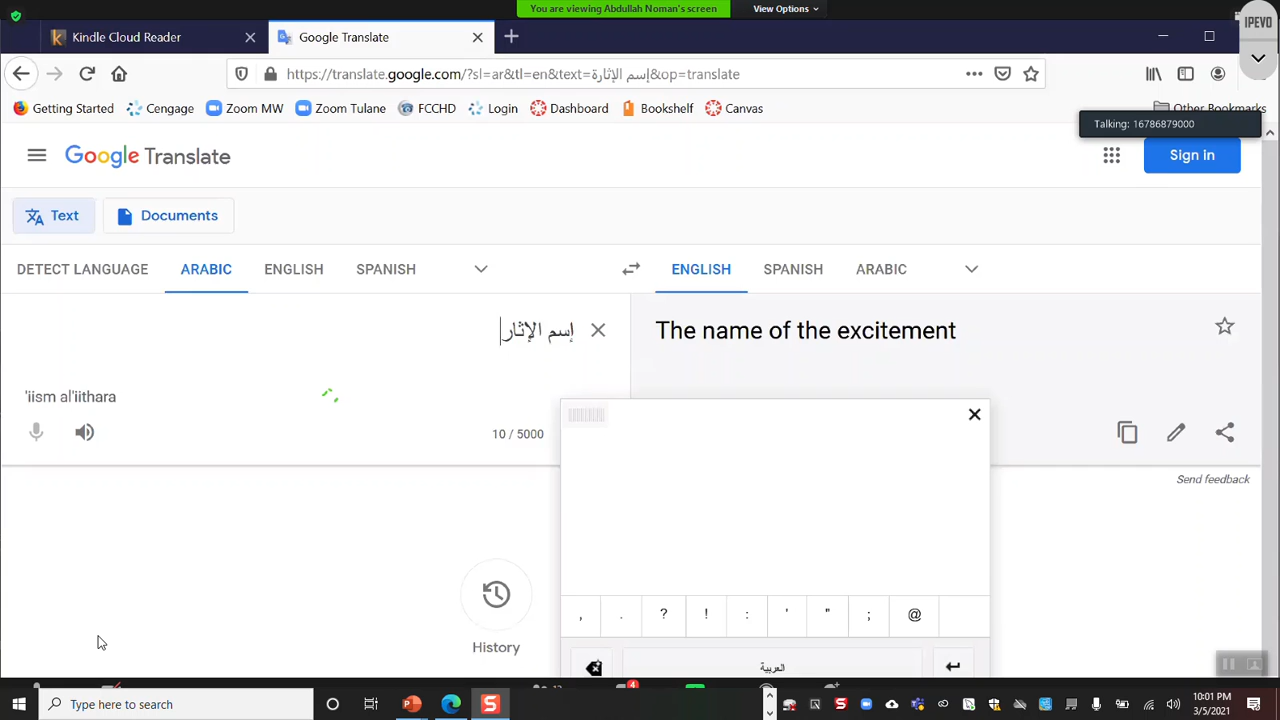 You are viewing Abdullah Noman's screen
View Options
IPEVO
Kindle Cloud Reader
Google Translate
https://translate.google.com/?sl=ar&tl=en&text=إسم الإثارة&op=translate
Getting Started
Cengage
Zoom MW
Zoom Tulane
FCCHD
Login
Dashboard
Bookshelf
Canvas
Other Bookmarks
Talking: 16786879000
Google Translate
Sign in
Text
Documents
DETECT LANGUAGE
ARABIC
ENGLISH
SPANISH
ENGLISH
SPANISH
ARABIC
إسم الإثار
The name of the excitement
'iism al'iithara
10 / 5000
Send feedback
, . ? ! : ' " ; @
History
العربية
Type here to search
4
10:01 PM
3/5/2021